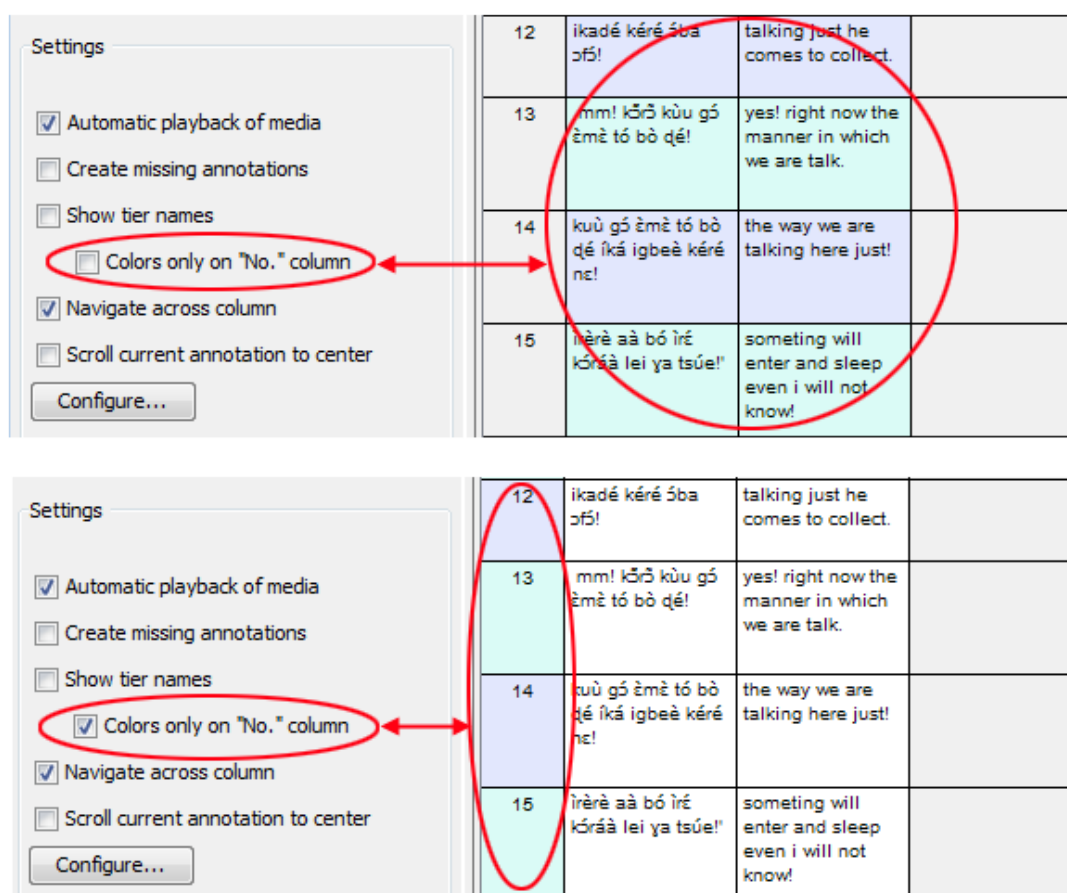 Settings
Automatic playback of media
Create missing annotations
Show tier names
Colors only on "No." column
Navigate across column
Scroll current annotation to center
Configure...
12
ikadé kéré ɔ́ba
ɔfɔ́!
talking just he
comes to collect.
13
mm! kɔ̃́rɔ̃̀ kùu gɔ́
ɛ̀mɛ̀ tó bò ɖé!
yes! right now the
manner in which
we are talk.
14
kuù gɔ́ ɛ̀mɛ̀ tó bò
ɖé íká igbeè kéré
nɛ!
the way we are
talking here just!
15
ìrèrè aà bó ìrɛ́
kɔ́ráà lei ɣa tsúe!'
someting will
enter and sleep
even i will not
know!
Settings
Automatic playback of media
Create missing annotations
Show tier names
Colors only on "No." column
Navigate across column
Scroll current annotation to center
Configure...
12
ikadé kéré ɔ́ba
ɔfɔ́!
talking just he
comes to collect.
13
mm! kɔ̃́rɔ̃̀ kùu gɔ́
ɛ̀mɛ̀ tó bò ɖé!
yes! right now the
manner in which
we are talk.
14
kuù gɔ́ ɛ̀mɛ̀ tó bò
ɖé íká igbeè kéré
nɛ!
the way we are
talking here just!
15
ìrèrè aà bó ìrɛ́
kɔ́ráà lei ɣa tsúe!'
someting will
enter and sleep
even i will not
know!